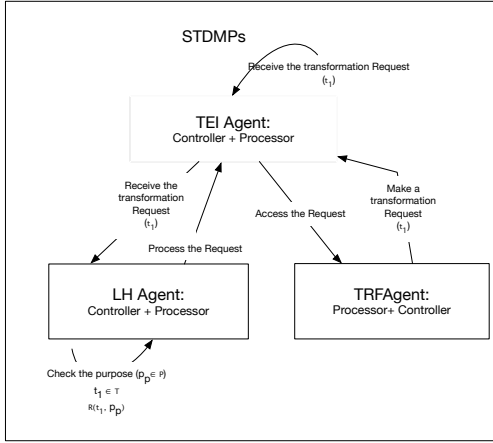 STDMPs
Receive the transformation Request
(t₁)
TEI Agent:
Controller + Processor
Receive the
transformation
Request
(t₁)
Process the Request
Access the Request
Make a
transformation
Request
(t₁)
LH Agent:
Controller + Processor
TRFAgent:
Processor+ Controller
Check the purpose (pₚ ∈ P)
t₁ ∈ T
R(t₁, pₚ)